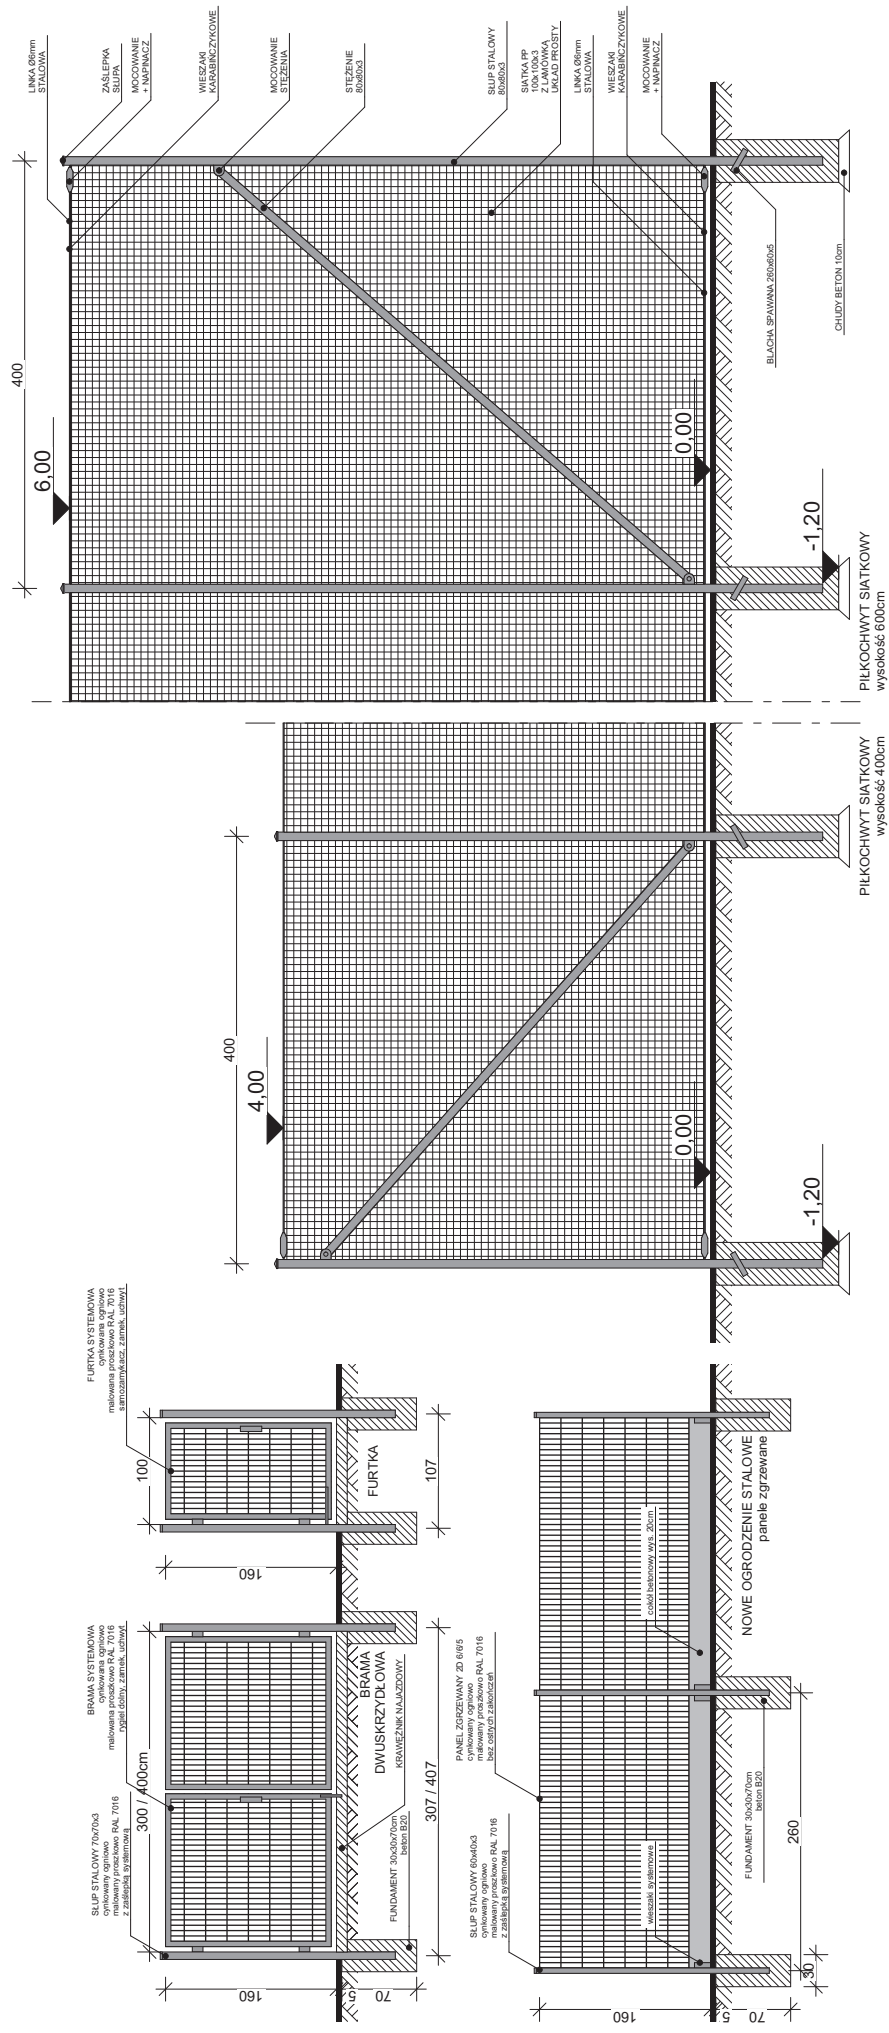 LINKA Ø6mm
STALOWA
ZAŚLEPKA
SŁUPA
MOCOWANIE
+ NAPINACZ
WIESZAKI
KARABIŃCZYKOWE
MOCOWANIE
STĘŻENIA
STĘŻENIE
80x80x3
SŁUP STALOWY
80x80x3
SIATKA PP
100x100x3
Z LAMÓWKĄ
UKŁAD PROSTY
LINKA Ø6mm
STALOWA
WIESZAKI
KARABIŃCZYKOWE
MOCOWANIE
+ NAPINACZ
400
6,00
0,00
-1,20
BLACHA SPAWANA 260x60x5
CHUDY BETON 10cm
PIŁKOCHWYT SIATKOWY
wysokość 600cm
400
4,00
0,00
-1,20
PIŁKOCHWYT SIATKOWY
wysokość 400cm
FURTKA SYSTEMOWA
cynkowana ogniowo
malowana proszkowo RAL 7016
samozamykacz, zamek, uchwyt
100
160
FURTKA
107
BRAMA SYSTEMOWA
cynkowana ogniowo
malowana proszkowo RAL 7016
rygiel dolny, zamek, uchwyt
300 / 400cm
SŁUP STALOWY 70x70x3
cynkowany ogniowo
malowany proszkowo RAL 7016
z zaślepką systemową
BRAMA
DWUSKRZYDŁOWA
KRAWĘŻNIK NAJAZDOWY
FUNDAMENT 30x30x70cm
beton B20
307 / 407
160
5
70
PANEL ZGRZEWANY 2D 6/6/5
cynkowany ogniowo
malowany proszkowo RAL 7016
bez ostrych zakończeń
SŁUP STALOWY 60x40x3
cynkowany ogniowo
malowany proszkowo RAL 7016
z zaślepką systemową
cokół betonowy wys. 20cm
wieszaki systemowe
NOWE OGRODZENIE STALOWE
panele zgrzewane
FUNDAMENT 30x30x70cm
beton B20
260
30
160
5
70